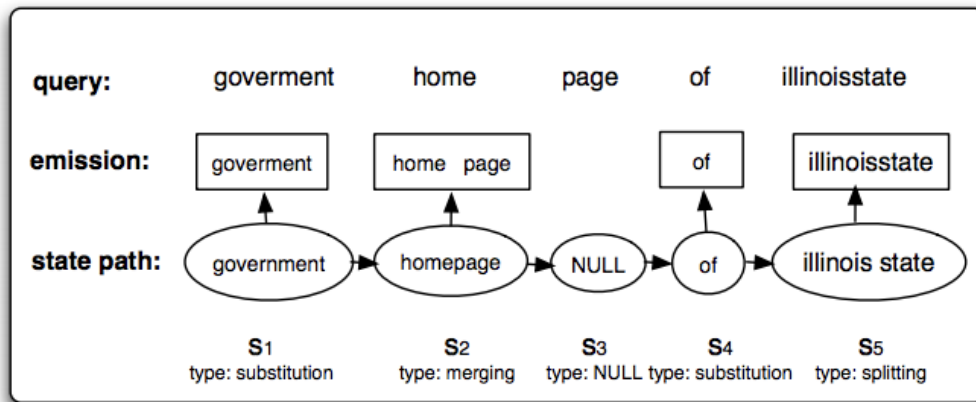 query: goverment home page of illinoisstate
emission: goverment home page of illinoisstate
state path: government homepage NULL of illinois state
S1 S2 S3 S4 S5
type: substitution type: merging type: NULL type: substitution type: splitting